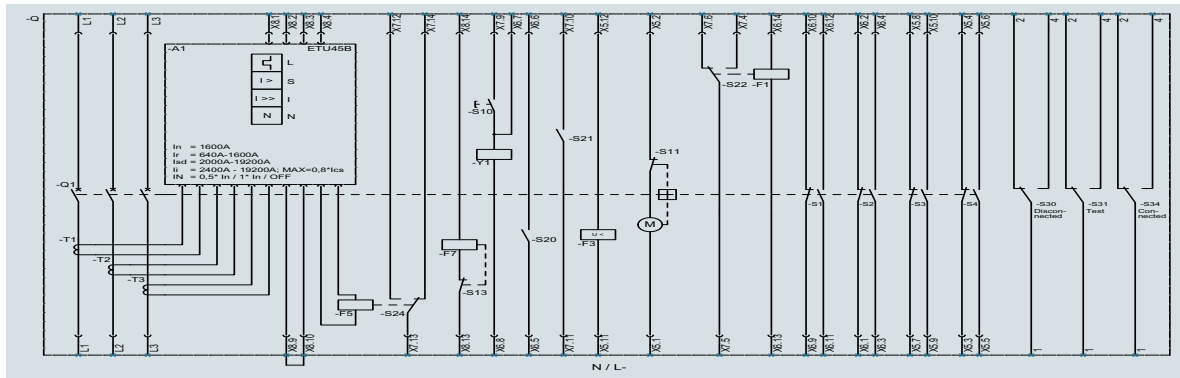 -Q
L1
L2
L3
X8.1
X8.2
X8.3
X8.4
X7.12
X7.14
X8.14
X7.9
X6.7
X6.6
X7.10
X5.12
X5.2
X7.6
X7.4
X6.14
X6.10
X6.12
X6.2
X6.4
X5.8
X5.10
X5.4
X5.6
2
4
2
4
2
4
-A1
ETU45B
L
I >
S
I >>
I
N
N
In = 1600A
Ir = 640A-1600A
Isd = 2000A-19200A
Ii = 2400A - 19200A; MAX=0,8*Ics
IN = 0,5* In / 1* In / OFF
-S22
-F1
-S10
-S21
-S11
-Y1
-Q1
-S1
-S2
-S3
-S4
-S30
Discon-
nected
-S31
Test
-S34
Con-
nected
M
-T1
-T2
-T3
-S20
U <
-F3
-F7
-S13
-F5
-S24
L1
L2
L3
X8.9
X8.10
X7.13
X8.13
X6.8
X6.5
X7.11
X5.11
X5.1
X7.5
X6.13
X6.9
X6.11
X6.1
X6.3
X5.7
X5.9
X5.3
X5.5
1
1
1
N / L-